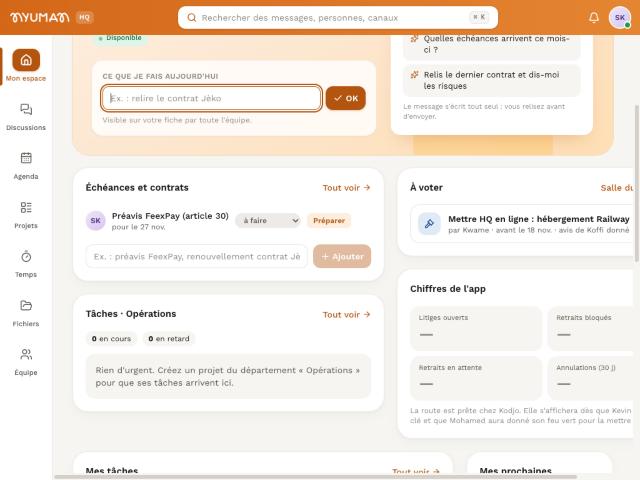 NYUMAN HQ
Rechercher des messages, personnes, canaux
⌘ K
SK
Mon espace
Discussions
Agenda
Projets
Temps
Fichiers
Équipe
Disponible
CE QUE JE FAIS AUJOURD'HUI
Ex. : relire le contrat Jèko
OK
Visible sur votre fiche par toute l'équipe.
Quelles échéances arrivent ce mois-
ci ?
Relis le dernier contrat et dis-moi
les risques
Le message s'écrit tout seul ; vous relisez avant
d'envoyer.
Échéances et contrats
Tout voir →
SK
Préavis FeexPay (article 30)
pour le 27 nov.
à faire
Préparer
Ex. : préavis FeexPay, renouvellement contrat Jè
+ Ajouter
Tâches · Opérations
Tout voir →
0 en cours
0 en retard
Rien d'urgent. Créez un projet du département « Opérations »
pour que ses tâches arrivent ici.
À voter
Salle du
Mettre HQ en ligne : hébergement Railway
par Kwame · avant le 18 nov. · avis de Koffi donné
Chiffres de l'app
Litiges ouverts
—
Retraits bloqués
—
Retraits en attente
—
Annulations (30 j)
—
La route est prête chez Kodjo. Elle s'affichera dès que Kevin
clé et que Mohamed aura donné son feu vert pour la mettre
Mes tâches
Tout voir →
Mes prochaines